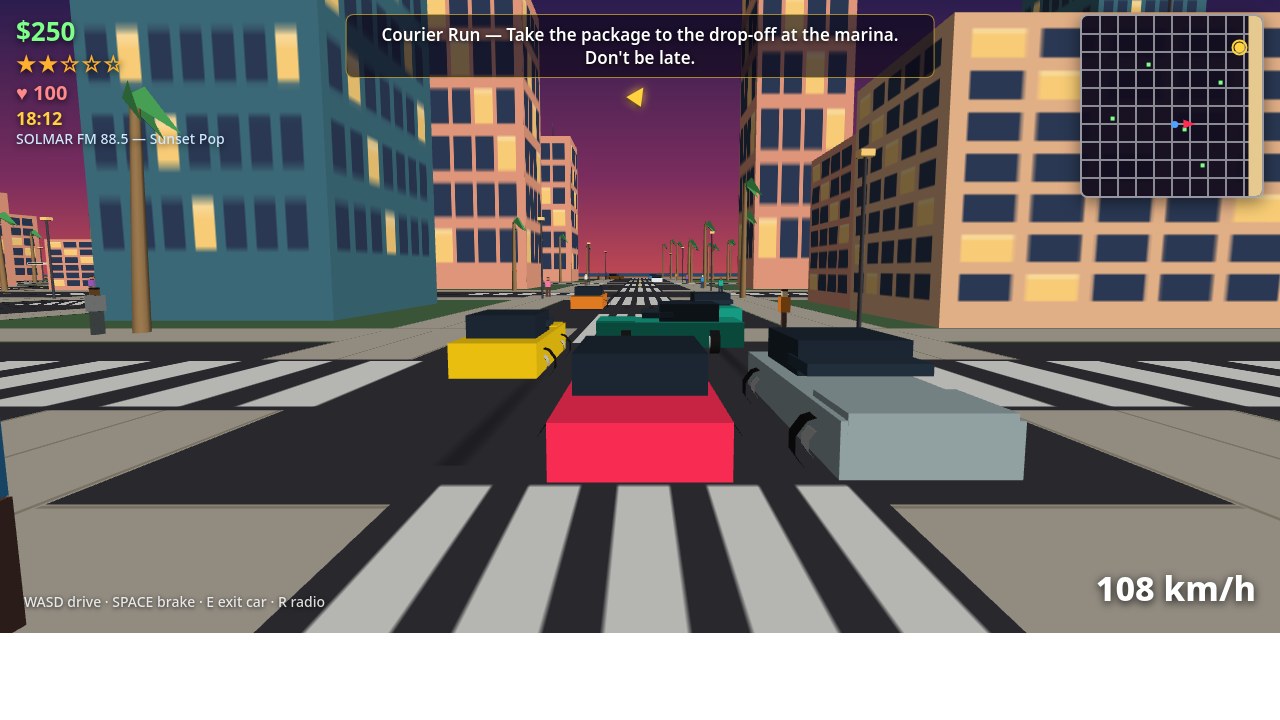 $250
★★☆☆☆
♥ 100
18:12
SOLMAR FM 88.5 — Sunset Pop
Courier Run — Take the package to the drop-off at the marina.
Don't be late.
WASD drive · SPACE brake · E exit car · R radio
108 km/h